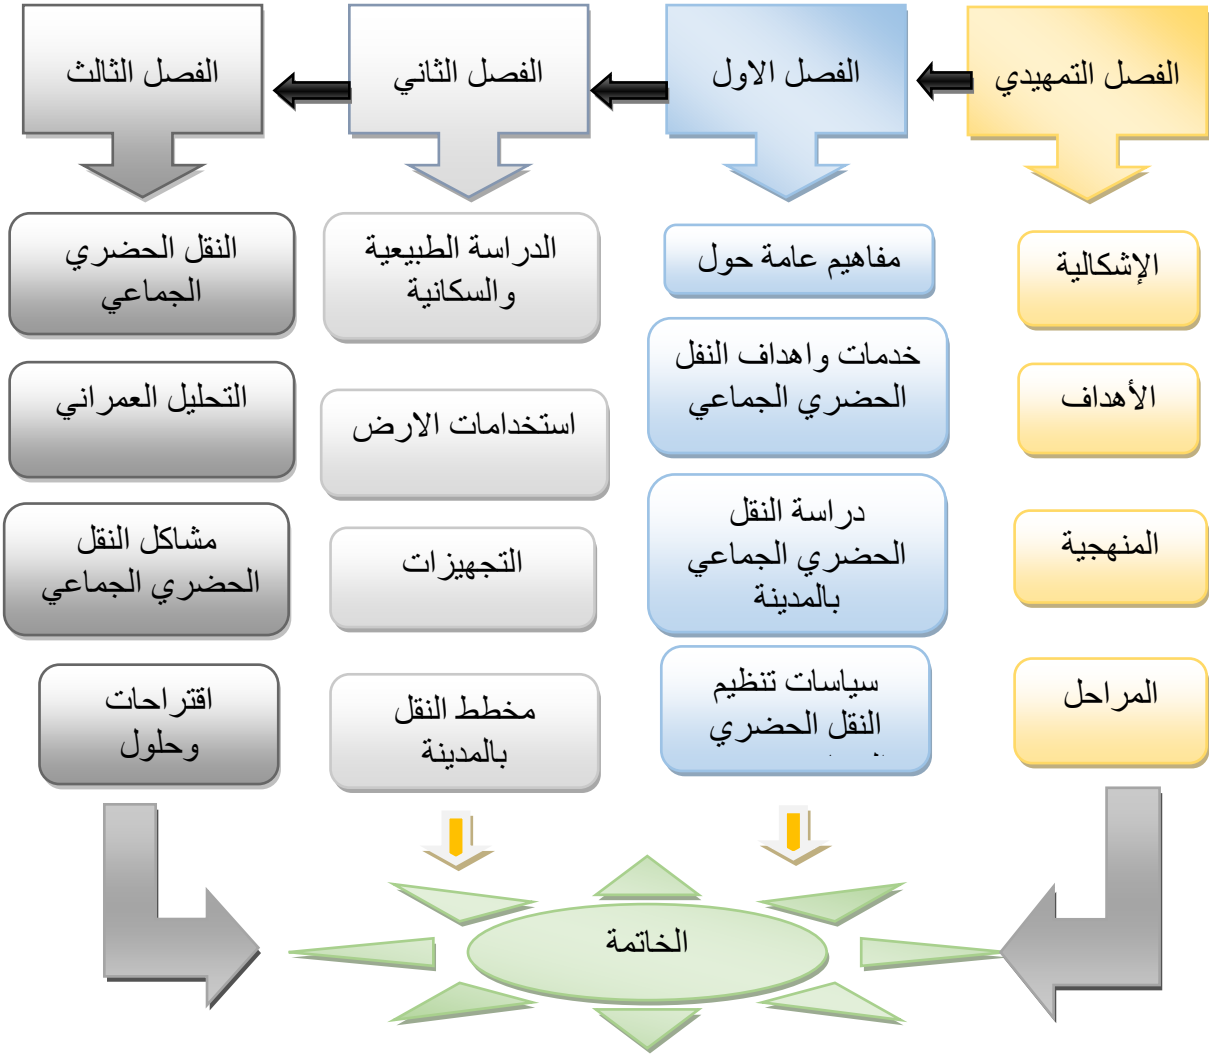 الفصل التمهيدي
الفصل الاول
الفصل الثاني
الفصل الثالث
الإشكالية
الأهداف
المنهجية
المراحل
مفاهيم عامة حول
خدمات واهداف النفل
الحضري الجماعي
دراسة النقل
الحضري الجماعي
بالمدينة
سياسات تنظيم
النقل الحضري
الدراسة الطبيعية
والسكانية
استخدامات الارض
التجهيزات
مخطط النقل
بالمدينة
النقل الحضري
الجماعي
التحليل العمراني
مشاكل النقل
الحضري الجماعي
اقتراحات
وحلول
الخاتمة